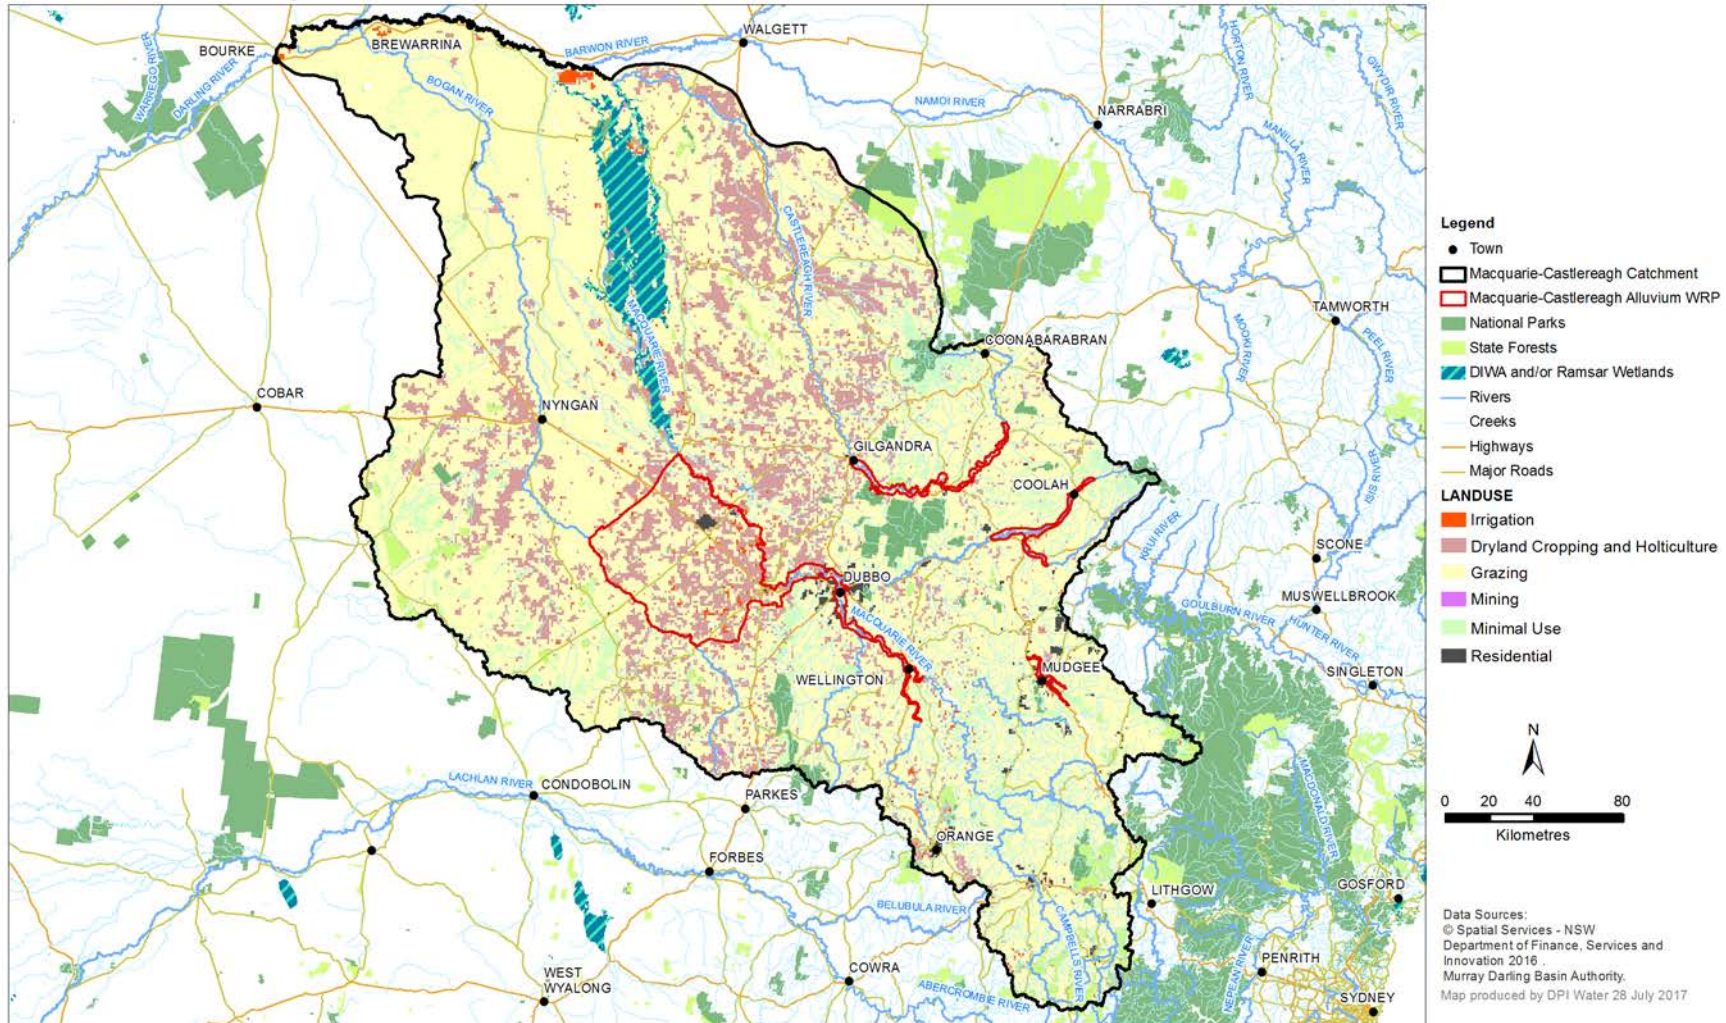 WALGETT
BOURKE
BREWARRINA
BARWON RIVER
WARREGO RIVER
DARLING RIVER
BOGAN RIVER
NAMOI RIVER
HORTON RIVER
GWYDIR RIVER
NARRABRI
MANILLA RIVER
CASTLEREAGH RIVER
MACQUARIE RIVER
COONABARABRAN
TAMWORTH
MOOKI RIVER
PEEL RIVER
COBAR
NYNGAN
GILGANDRA
COOLAH
ISIS RIVER
KRUI RIVER
SCONE
DUBBO
MUSWELLBROOK
GOULBURN RIVER
HUNTER RIVER
MACQUARIE RIVER
WELLINGTON
MUDGEE
SINGLETON
LACHLAN RIVER
CONDOBOLIN
PARKES
MACDONALD RIVER
ORANGE
FORBES
LITHGOW
GOSFORD
BELUBULA RIVER
CAMPBELLS RIVER
NEPEAN RIVER
COWRA
PENRITH
WEST
WYALONG
ABERCROMBIE RIVER
SYDNEY
Legend
Town
Macquarie-Castlereagh Catchment
Macquarie-Castlereagh Alluvium WRP
National Parks
State Forests
DIWA and/or Ramsar Wetlands
Rivers
Creeks
Highways
Major Roads
LANDUSE
Irrigation
Dryland Cropping and Holticulture
Grazing
Mining
Minimal Use
Residential
N
0 20 40 80
Kilometres
Data Sources:
© Spatial Services - NSW
Department of Finance, Services and
Innovation 2016 .
Murray Darling Basin Authority.
Map produced by DPI Water 28 July 2017